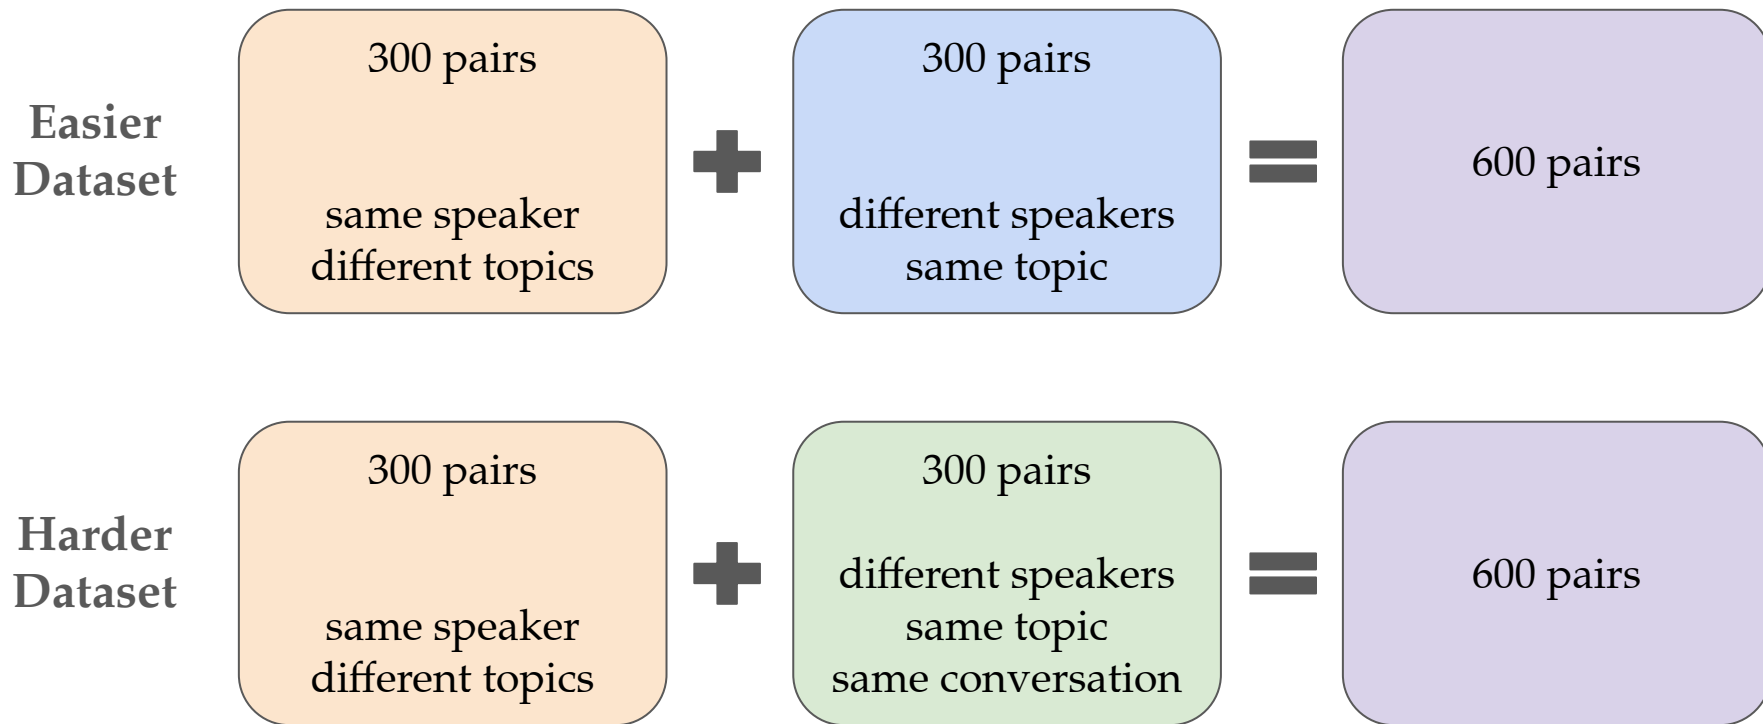 Easier
Dataset
300 pairs
same speaker
different topics
300 pairs
different speakers
same topic
600 pairs
Harder
Dataset
300 pairs
same speaker
different topics
300 pairs
different speakers
same topic
same conversation
600 pairs